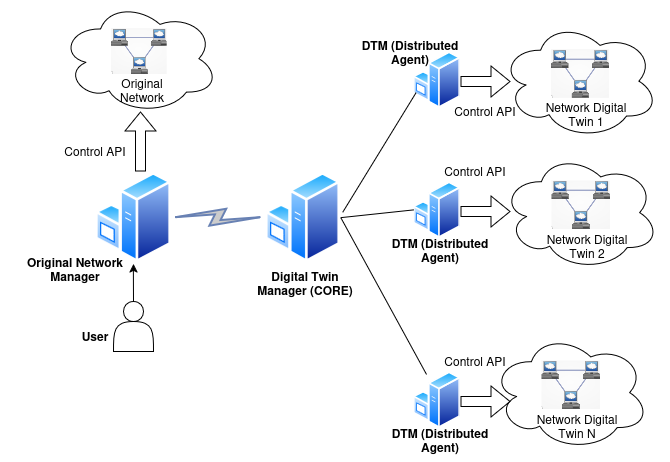 Original
Network
Control API
Original Network
Manager
User
Digital Twin
Manager (CORE)
DTM (Distributed
Agent)
Control API
Network Digital
Twin 1
Control API
DTM (Distributed
Agent)
Network Digital
Twin 2
Control API
DTM (Distributed
Agent)
Network Digital
Twin N